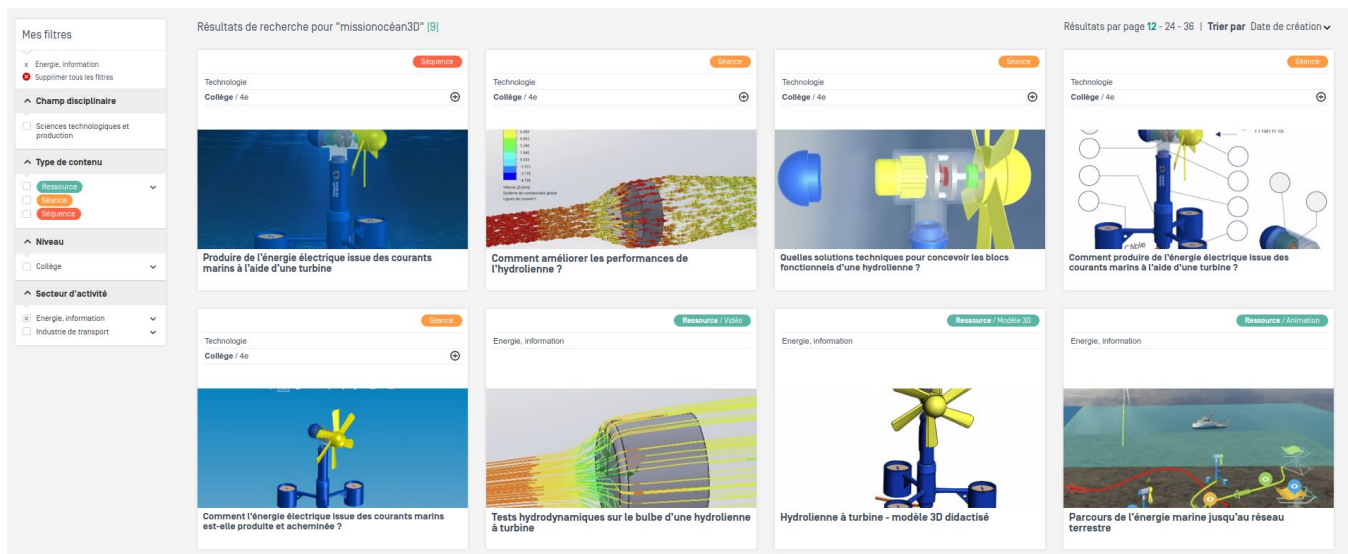 Mes filtres
x Energie, information
Supprimer tous les filtres
Champ disciplinaire
Sciences technologiques et
production
Type de contenu
Ressource
Séance
Séquence
Niveau
Collège
Secteur d'activité
Energie, information
Industrie de transport
Résultats de recherche pour "missionocéan3D" (9)
Résultats par page 12 - 24 - 36 | Trier par Date de création
Séquence
Technologie
Collège / 4e
Produire de l'énergie électrique issue des courants
marins à l'aide d'une turbine
Séance
Technologie
Collège / 4e
Comment améliorer les performances de
l'hydrolienne ?
Séance
Technologie
Collège / 4e
Quelles solutions techniques pour concevoir les blocs
fonctionnels d'une hydrolienne ?
Séance
Technologie
Collège / 4e
Câble
Comment produire de l'énergie électrique issue des
courants marins à l'aide d'une turbine ?
Séance
Technologie
Collège / 4e
Comment l'énergie électrique issue des courants marins
est-elle produite et acheminée ?
Ressource / Vidéo
Energie, information
Tests hydrodynamiques sur le bulbe d'une hydrolienne
à turbine
Ressource / Modèle 3D
Energie, information
Hydrolienne à turbine - modèle 3D didactisé
Ressource / Animation
Energie, information
Parcours de l'énergie marine jusqu'au réseau
terrestre